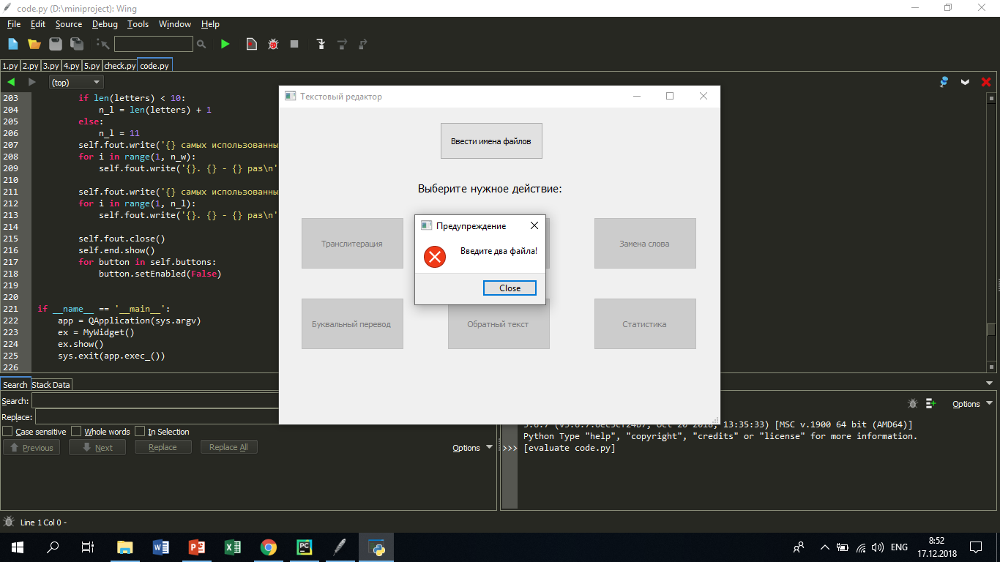 code.py (D:\miniproject): Wing
File Edit Source Debug Tools Window Help
1.py 2.py 3.py 4.py 5.py check.py code.py
(top)
203 if len(letters) < 10:
204 n_l = len(letters) + 1
205 else:
206 n_l = 11
207 self.fout.write('{} самых использованны
208 for i in range(1, n_w):
209 self.fout.write('{}. {} - {} раз\n'
210
211 self.fout.write('{} самых использованны
212 for i in range(1, n_l):
213 self.fout.write('{}. {} - {} раз\n'
214
215 self.fout.close()
216 self.end.show()
217 for button in self.buttons:
218 button.setEnabled(False)
219
220
221 if __name__ == '__main__':
222 app = QApplication(sys.argv)
223 ex = MyWidget()
224 ex.show()
225 sys.exit(app.exec_())
226
Текстовый редактор
Ввести имена файлов
Выберите нужное действие:
Транслитерация
Замена слова
Буквальный перевод
Обратный текст
Статистика
Предупреждение
Введите два файла!
Close
Search Stack Data
Search:
Replace:
Case sensitive Whole words In Selection
Previous Next Replace Replace All
Options
Options
13:35:33) [MSC v.1900 64 bit (AMD64)]
Python Type "help", "copyright", "credits" or "license" for more information.
>>> [evaluate code.py]
Line 1 Col 0 -
ENG
8:52
17.12.2018